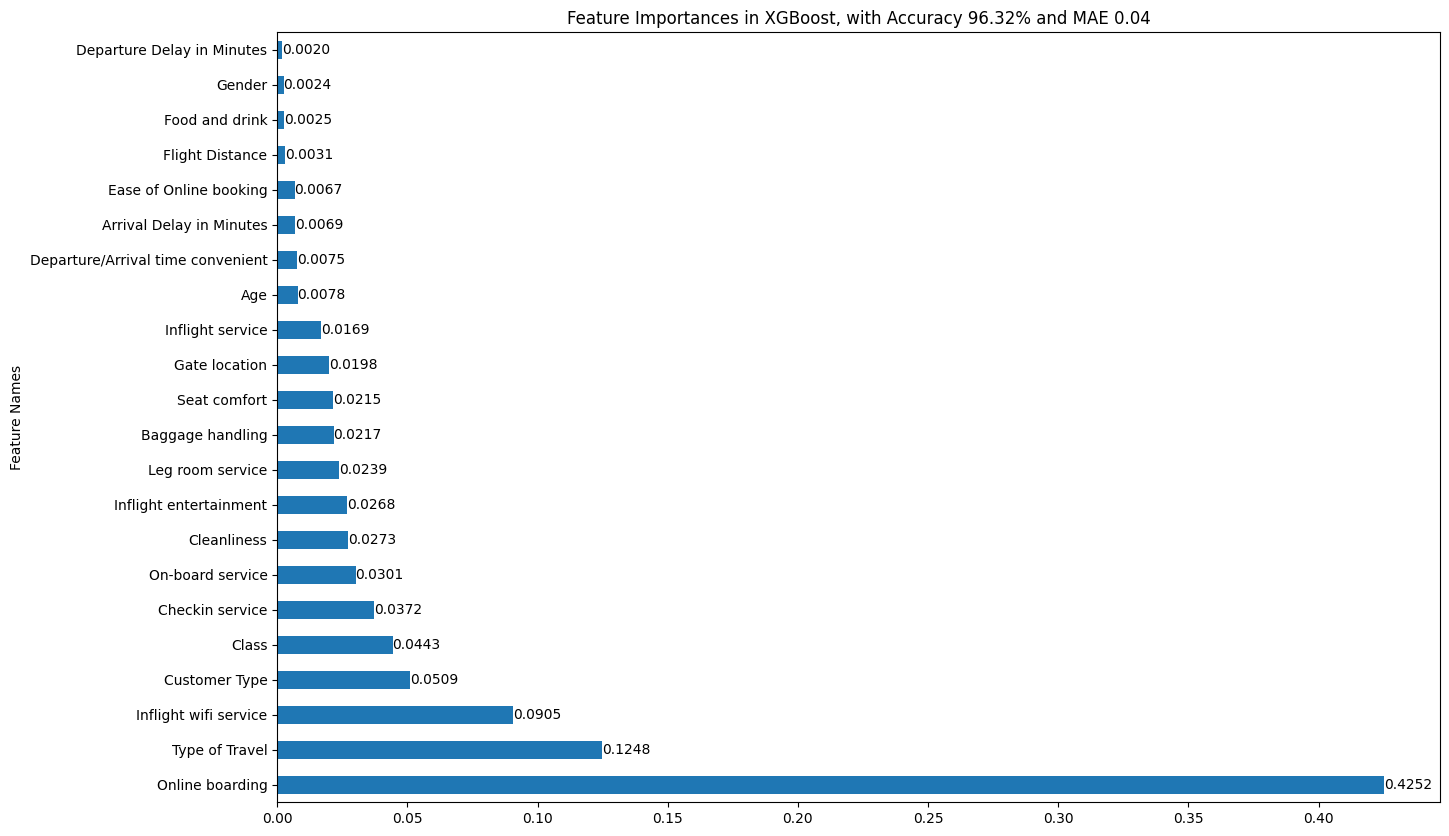 Feature Importances in XGBoost, with Accuracy 96.32% and MAE 0.04
Feature Names
Departure Delay in Minutes 0.0020
Gender 0.0024
Food and drink 0.0025
Flight Distance 0.0031
Ease of Online booking 0.0067
Arrival Delay in Minutes 0.0069
Departure/Arrival time convenient 0.0075
Age 0.0078
Inflight service 0.0169
Gate location 0.0198
Seat comfort 0.0215
Baggage handling 0.0217
Leg room service 0.0239
Inflight entertainment 0.0268
Cleanliness 0.0273
On-board service 0.0301
Checkin service 0.0372
Class 0.0443
Customer Type 0.0509
Inflight wifi service 0.0905
Type of Travel 0.1248
Online boarding 0.4252
0.00 0.05 0.10 0.15 0.20 0.25 0.30 0.35 0.40